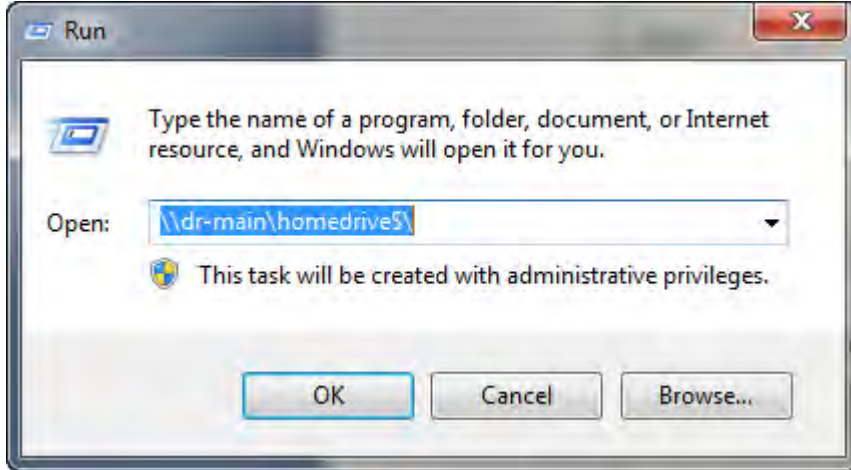 Run
Type the name of a program, folder, document, or Internet
resource, and Windows will open it for you.
Open: \\dr-main\homedrive$\
This task will be created with administrative privileges.
OK Cancel Browse...